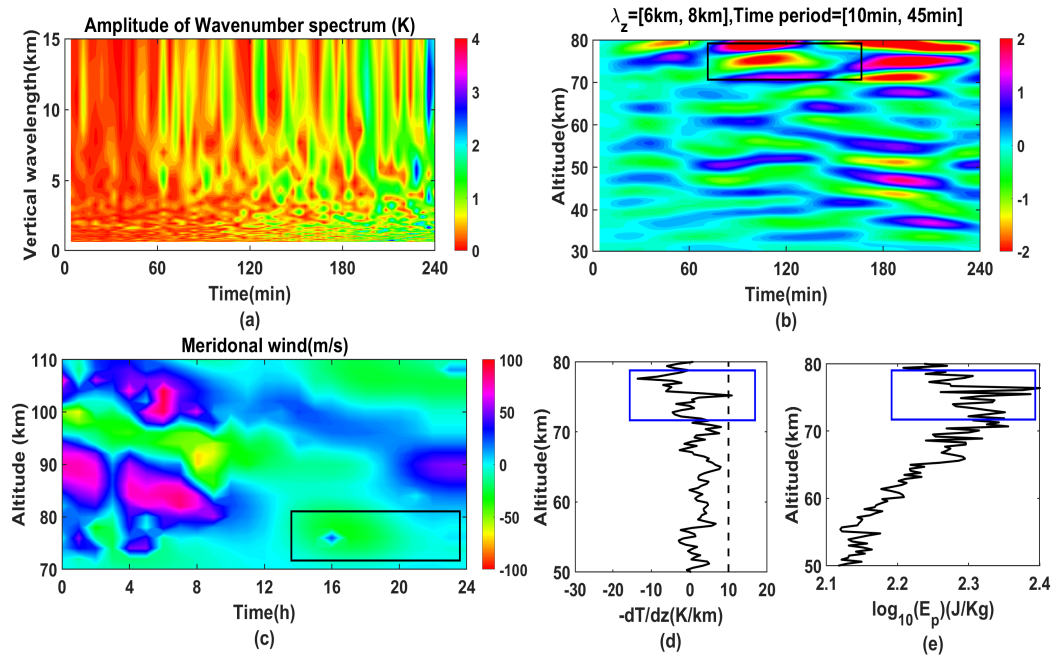 Amplitude of Wavenumber spectrum (K)
15
10
5
0
Vertical wavelength(km)
0 60 120 180 240
Time(min)
(a)
4
3
2
1
0
λz=[6km, 8km],Time period=[10min, 45min]
80
70
60
50
40
30
Altitude(km)
0 60 120 180 240
Time(min)
(b)
2
1
0
-1
-2
Meridonal wind(m/s)
110
100
90
80
70
Altitude (km)
0 4 8 12 16 20 24
Time(h)
(c)
100
50
0
-50
-100
80
70
60
50
Altitude(km)
-30 -20 -10 0 10 20
-dT/dz(K/km)
(d)
80
70
60
50
Altitude(km)
2.1 2.2 2.3 2.4
log10(Ep)(J/Kg)
(e)